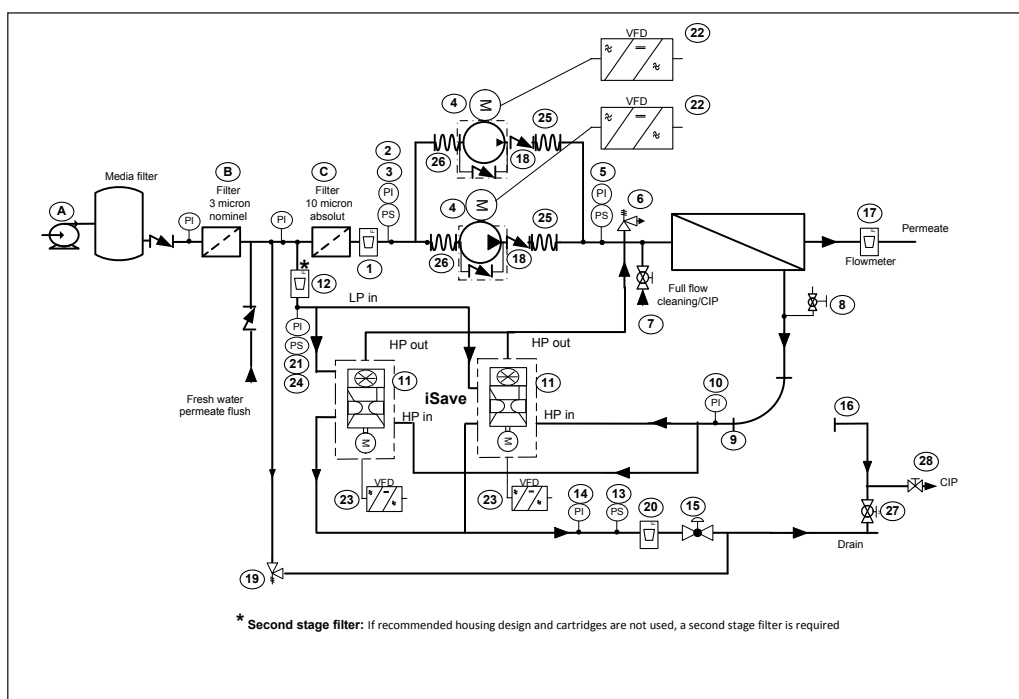 VFD
22
VFD
22
4
M
25
26
18
2
3
PI
PS
B
Filter
3 micron
nominel
C
Filter
10 micron
absolut
Media filter
A
PI
PI
F
1
4
M
25
26
18
5
PI
PS
6
Full flow
cleaning/CIP
7
17
F
Flowmeter
Permeate
8
*
F
12
LP in
PI
PS
21
24
Fresh water
permeate flush
HP out
HP out
11
M
iSave
11
M
HP in
HP in
10
PI
9
16
28
CIP
27
23
VFD
23
VFD
14
PI
13
PS
20
F
15
Drain
19
* Second stage filter: If recommended housing design and cartridges are not used, a second stage filter is required